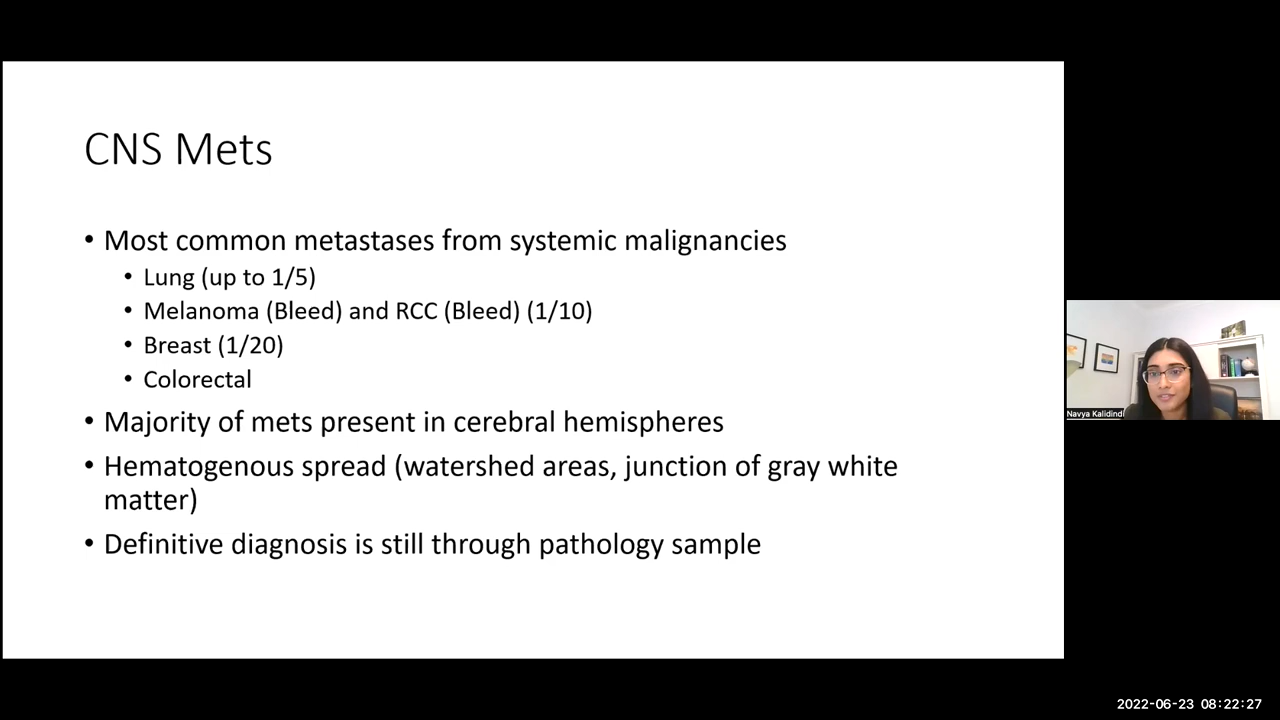 CNS Mets
• Most common metastases from systemic malignancies
• Lung (up to 1/5)
• Melanoma (Bleed) and RCC (Bleed) (1/10)
• Breast (1/20)
• Colorectal
• Majority of mets present in cerebral hemispheres
• Hematogenous spread (watershed areas, junction of gray white
matter)
• Definitive diagnosis is still through pathology sample
Navya Kalidindi
2022-06-23 08:22:27